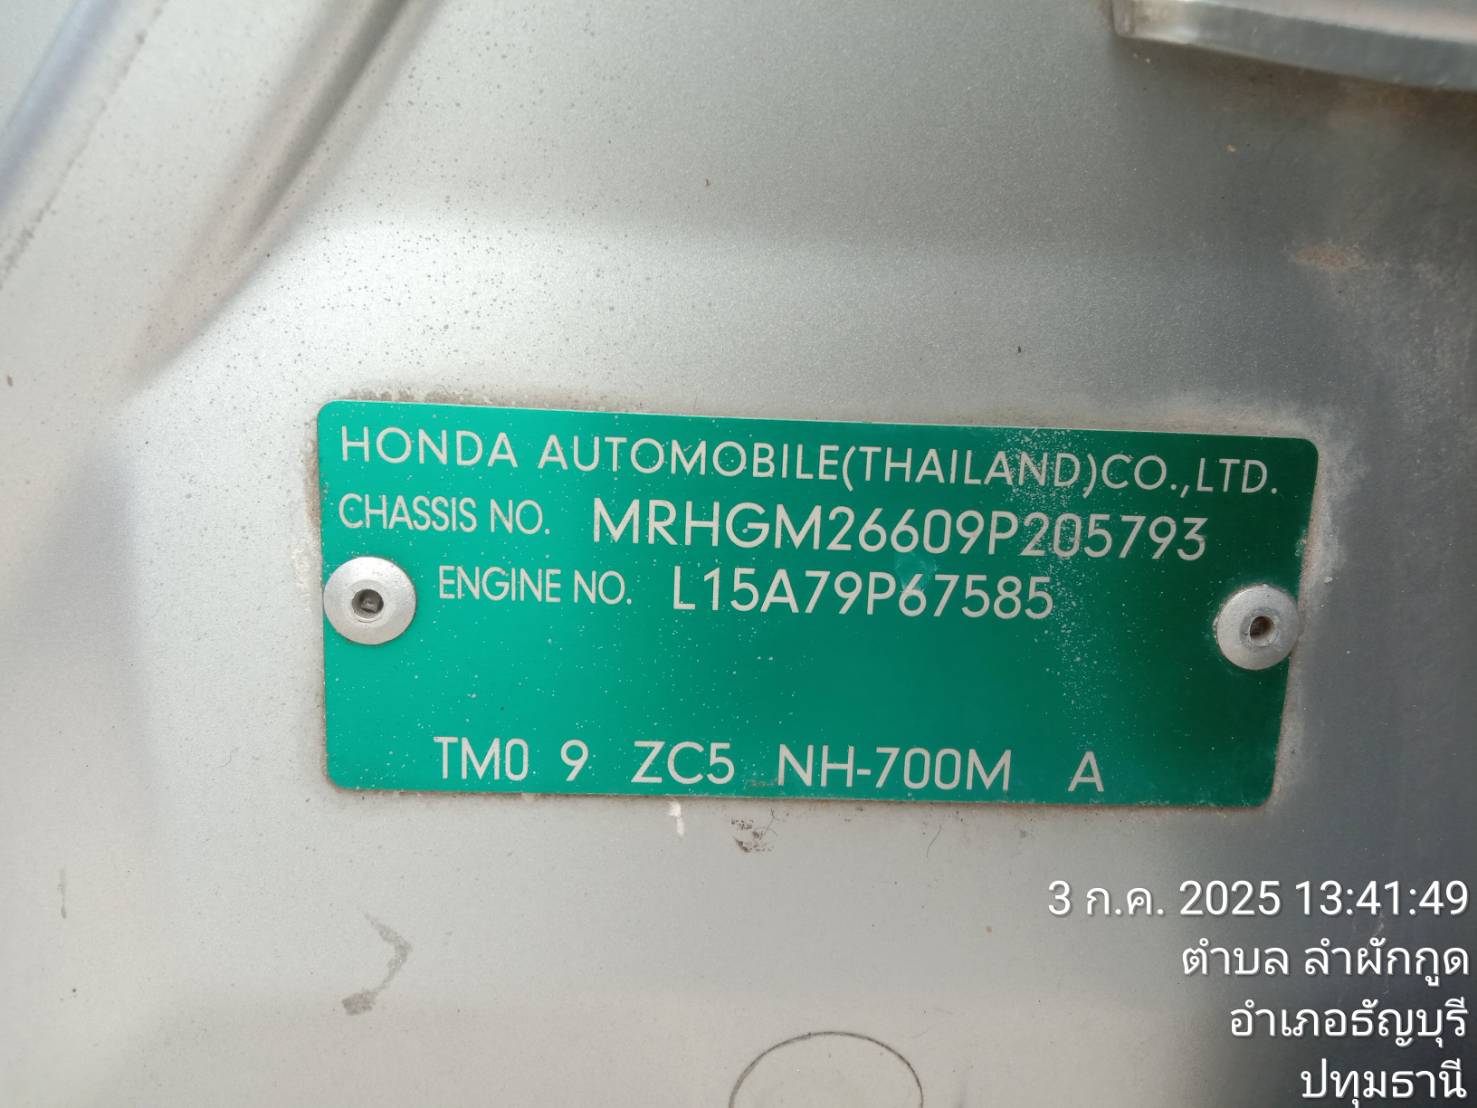 HONDA AUTOMOBILE(THAILAND)CO.,LTD.
CHASSIS NO. MRHGM26609P205793
ENGINE NO. L15A79P67585
TM0 9 ZC5 NH-700M A
3 ก.ค. 2025 13:41:49
ตำบล ลำผักกูด
อำเภอธัญบุรี
ปทุมธานี